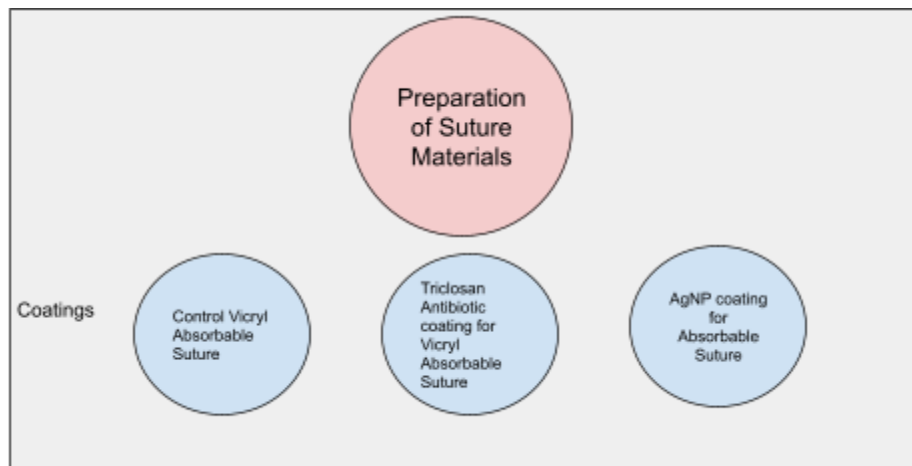 Preparation
of Suture
Materials
Coatings
Control Vicryl
Absorbable
Suture
Triclosan
Antibiotic
coating for
Vicryl
Absorbable
Suture
AgNP coating
for
Absorbable
Suture